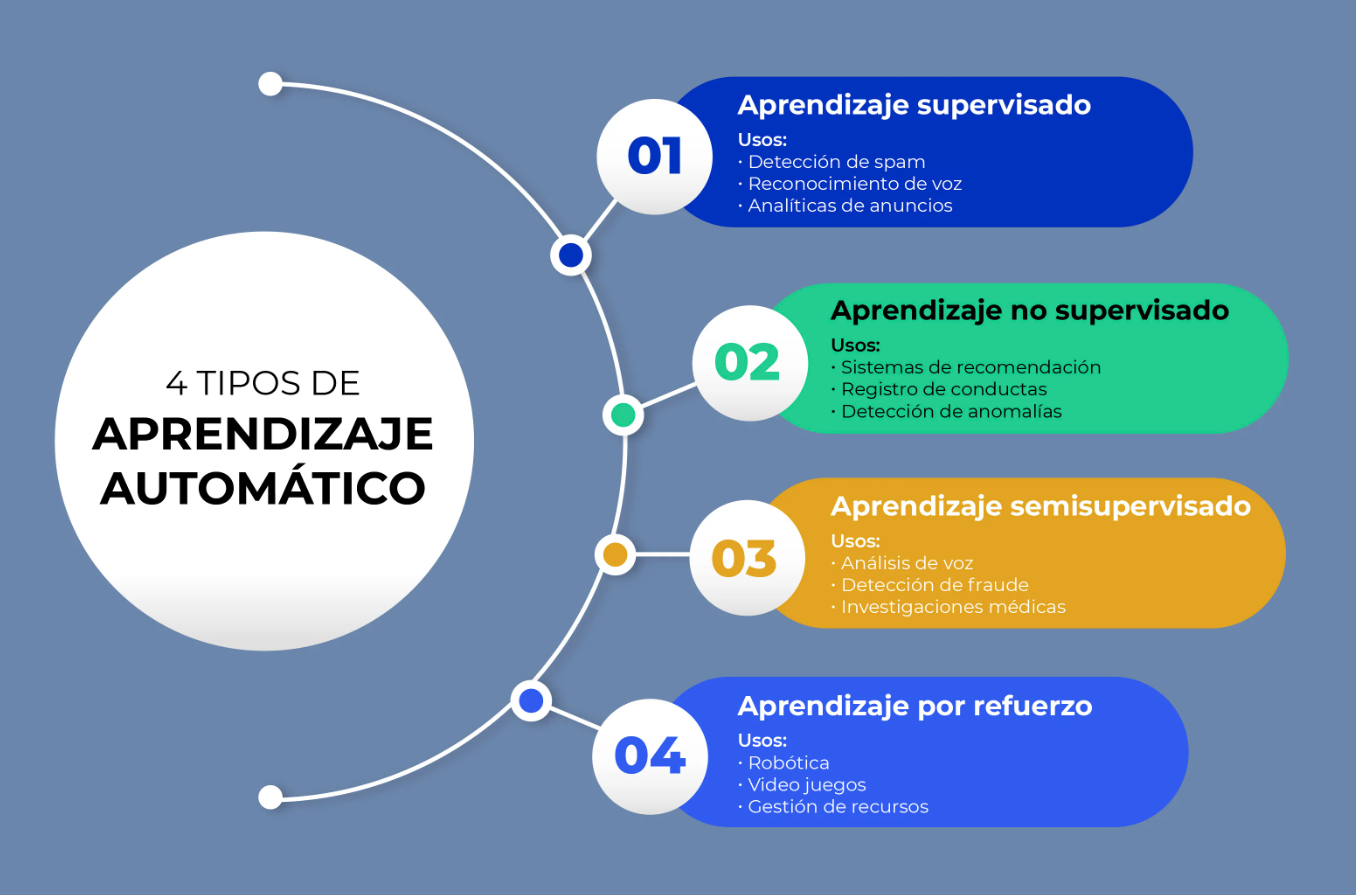 4 TIPOS DE
APRENDIZAJE
AUTOMÁTICO
01
Aprendizaje supervisado
Usos:
· Detección de spam
· Reconocimiento de voz
· Analíticas de anuncios
02
Aprendizaje no supervisado
Usos:
· Sistemas de recomendación
· Registro de conductas
· Detección de anomalías
03
Aprendizaje semisupervisado
Usos:
· Análisis de voz
· Detección de fraude
· Investigaciones médicas
04
Aprendizaje por refuerzo
Usos:
· Robótica
· Video juegos
· Gestión de recursos